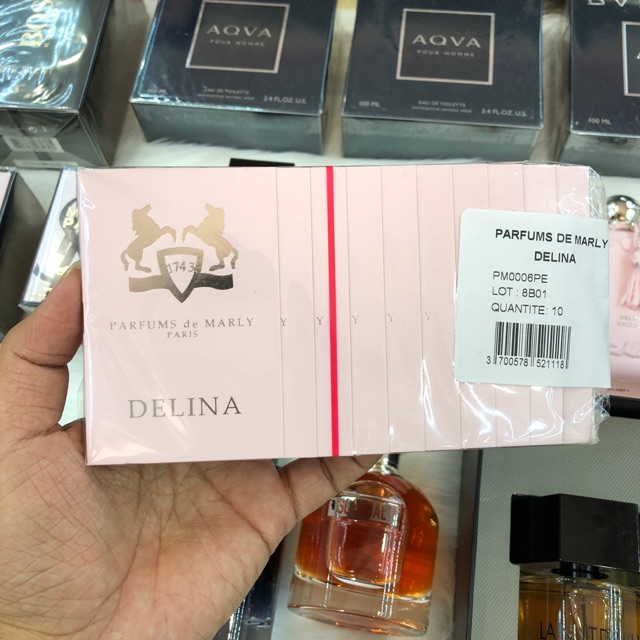 AQVA
POUR HOMME
EAU DE TOILETTE
100 ML
3.4 FL.OZ. U.S
AQVA
POUR HOMME
EAU DE TOILETTE
100 ML
3.4 FL.OZ. U.S
100 ML
1743
PARFUMS de MARLY
PARIS
DELINA
Y
Y
Y
Y
PARFUMS DE MARLY
DELINA
PM0006PE
LOT : 8B01
QUANTITE: 10
3 700578 521118